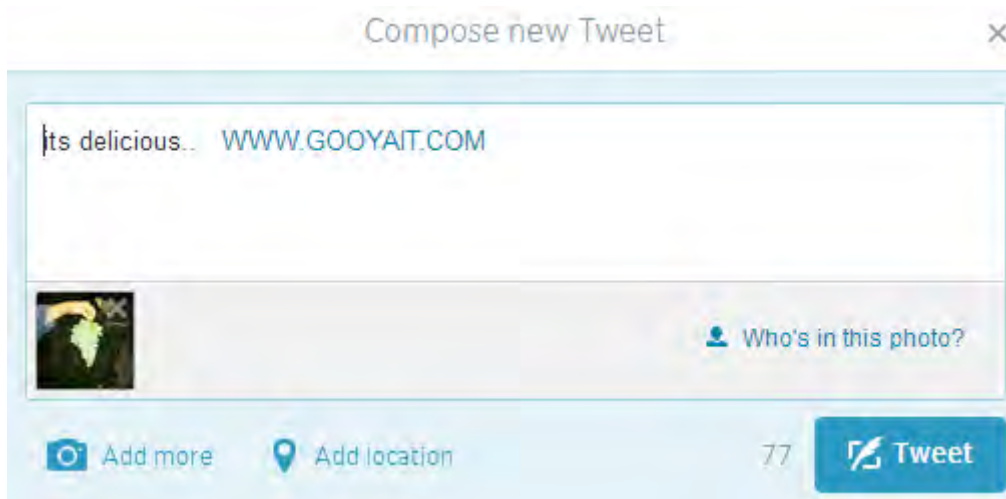 Compose new Tweet
its delicious.. WWW.GOOYAIT.COM
Who's in this photo?
Add more
Add location
77
Tweet